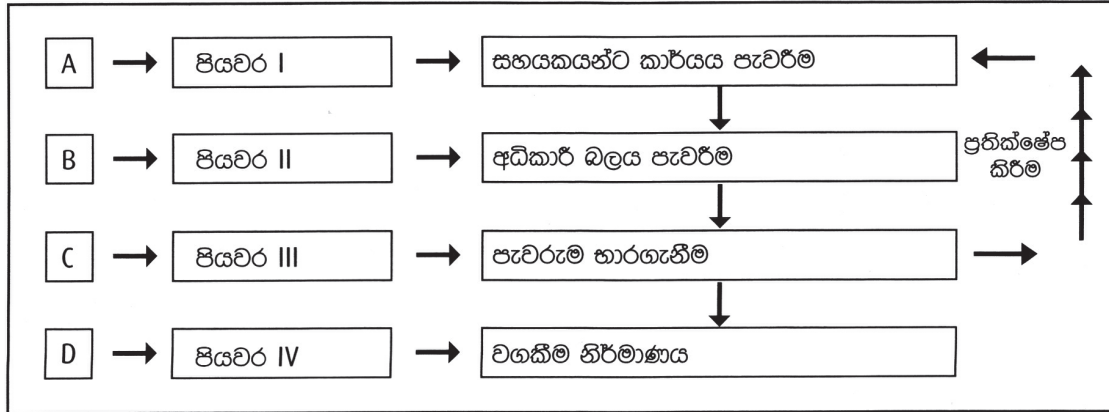 A පියවර I සහයකයන්ට කාර්යය පැවරීම
B පියවර II අධිකාරී බලය පැවරීම
ප්‍රතික්ෂේප
කිරීම
C පියවර III පැවරුම භාරගැනීම
D පියවර IV වගකීම නිර්මාණය